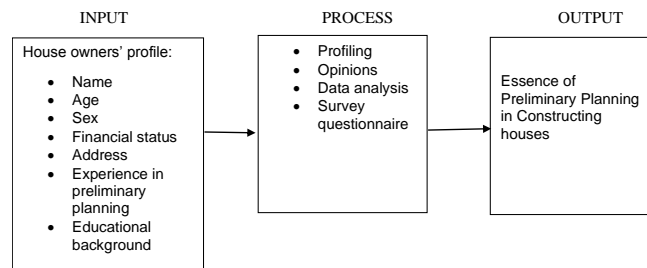 INPUT
PROCESS
OUTPUT
House owners' profile:
• Name
• Age
• Sex
• Financial status
• Address
• Experience in
preliminary
planning
• Educational
background
• Profiling
• Opinions
• Data analysis
• Survey
questionnaire
Essence of
Preliminary Planning
in Constructing
houses